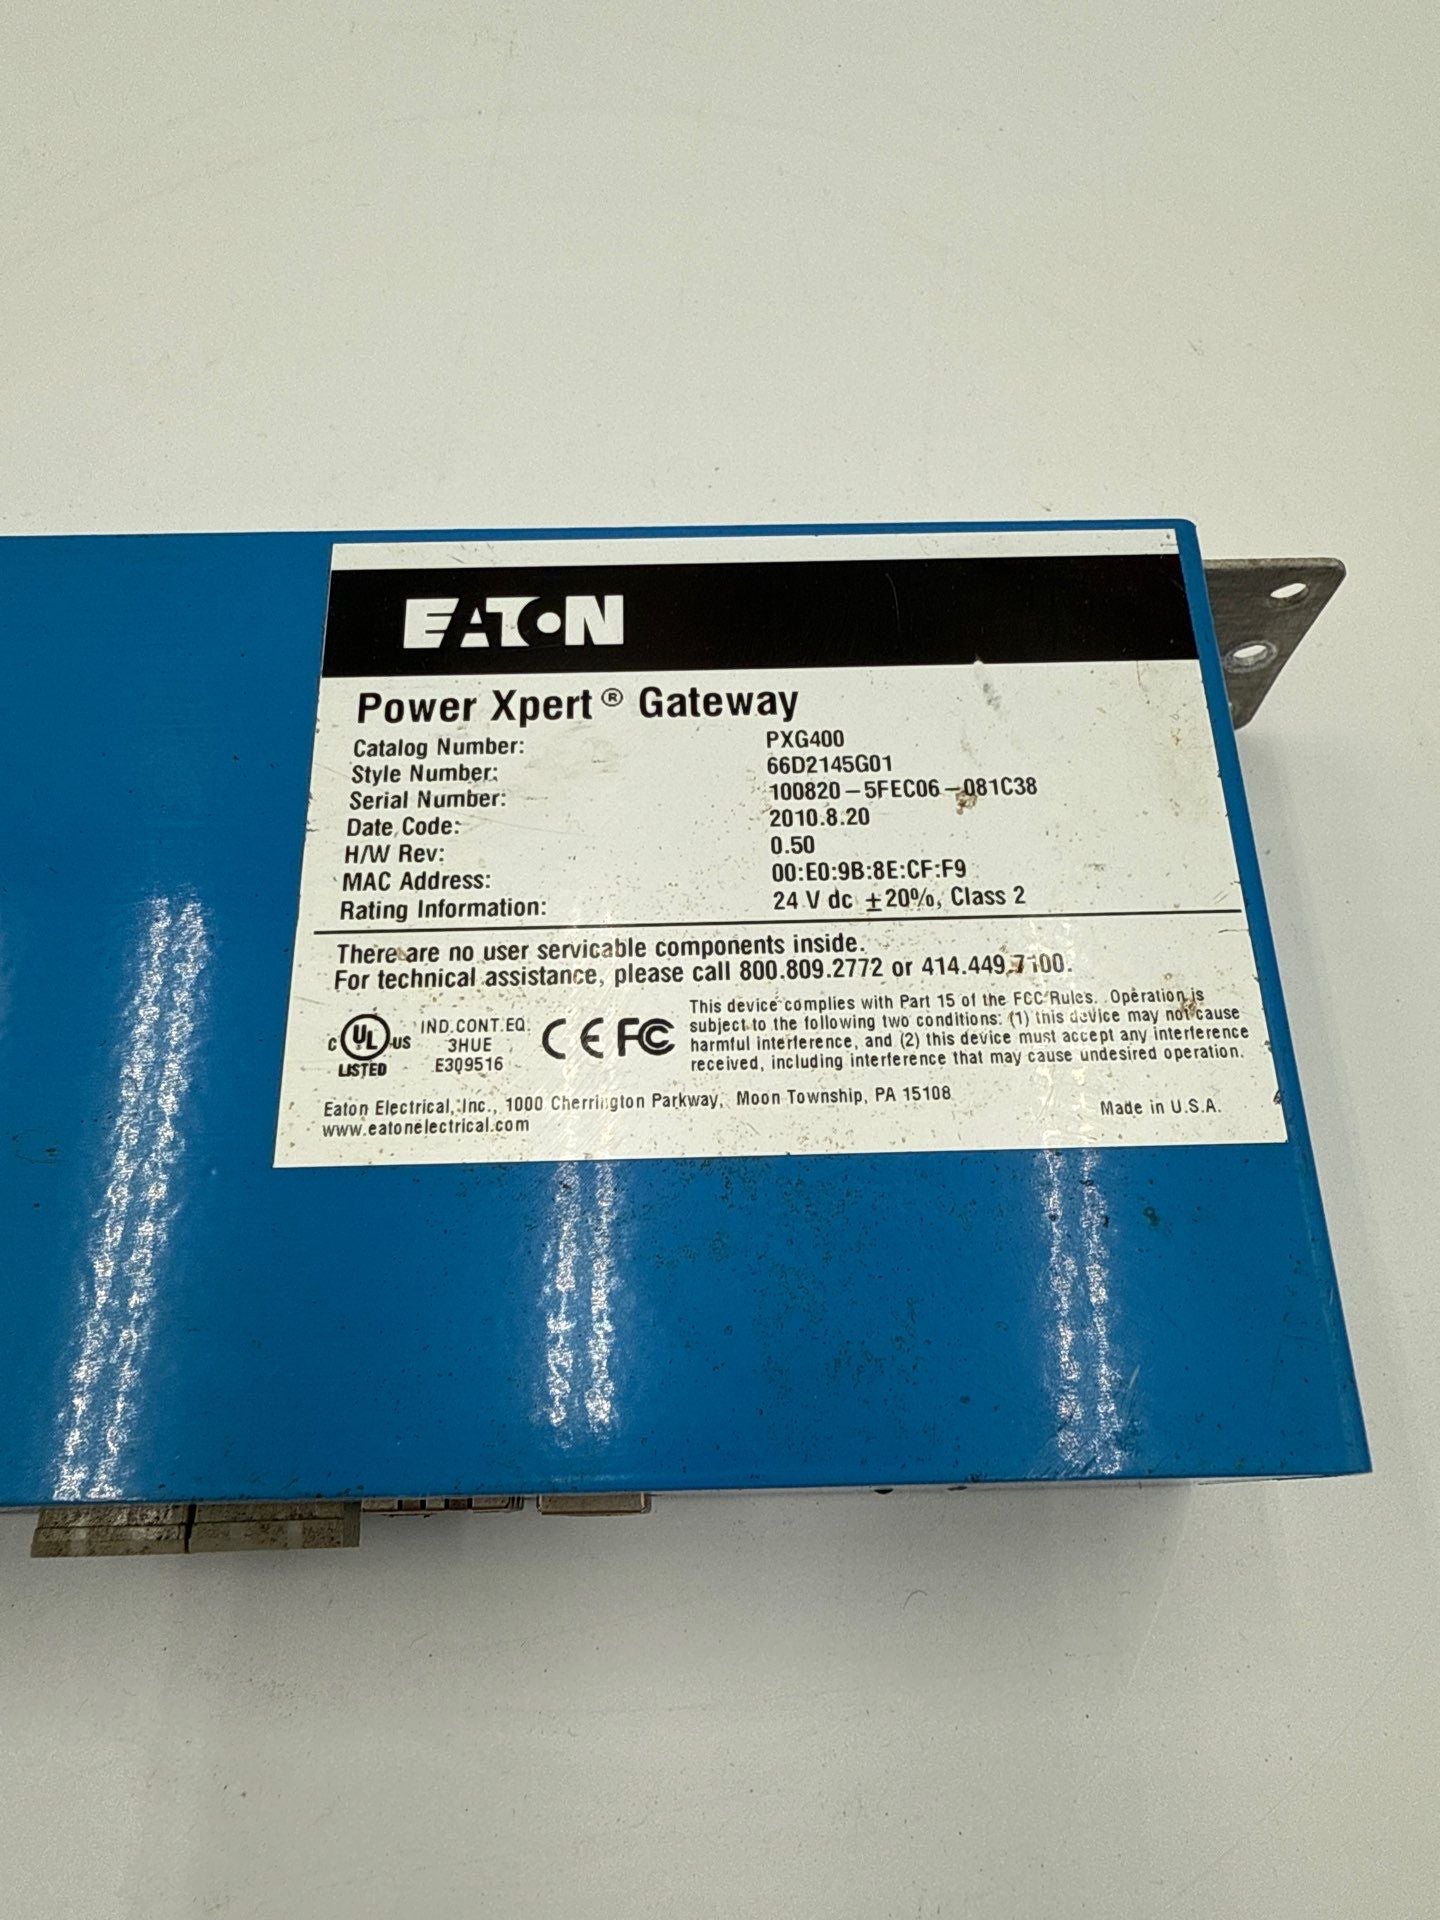 EATON
Power Xpert® Gateway
Catalog Number: PXG400
Style Number: 66D2145G01
Serial Number: 100820-5FEC06-081C38
Date Code: 2010.8.20
H/W Rev: 0.50
MAC Address: 00:E0:9B:8E:CF:F9
Rating Information: 24 V dc ±20%, Class 2
There are no user servicable components inside.
For technical assistance, please call 800.809.2772 or 414.449.7100.
C UL US LISTED
IND.CONT.EQ.
3HUE
E309516
CE FC
This device complies with Part 15 of the FCC Rules. Operation is
subject to the following two conditions: (1) this device may not cause
harmful interference, and (2) this device must accept any interference
received, including interference that may cause undesired operation.
Eaton Electrical, Inc., 1000 Cherrington Parkway, Moon Township, PA 15108
www.eatonelectrical.com
Made in U.S.A.